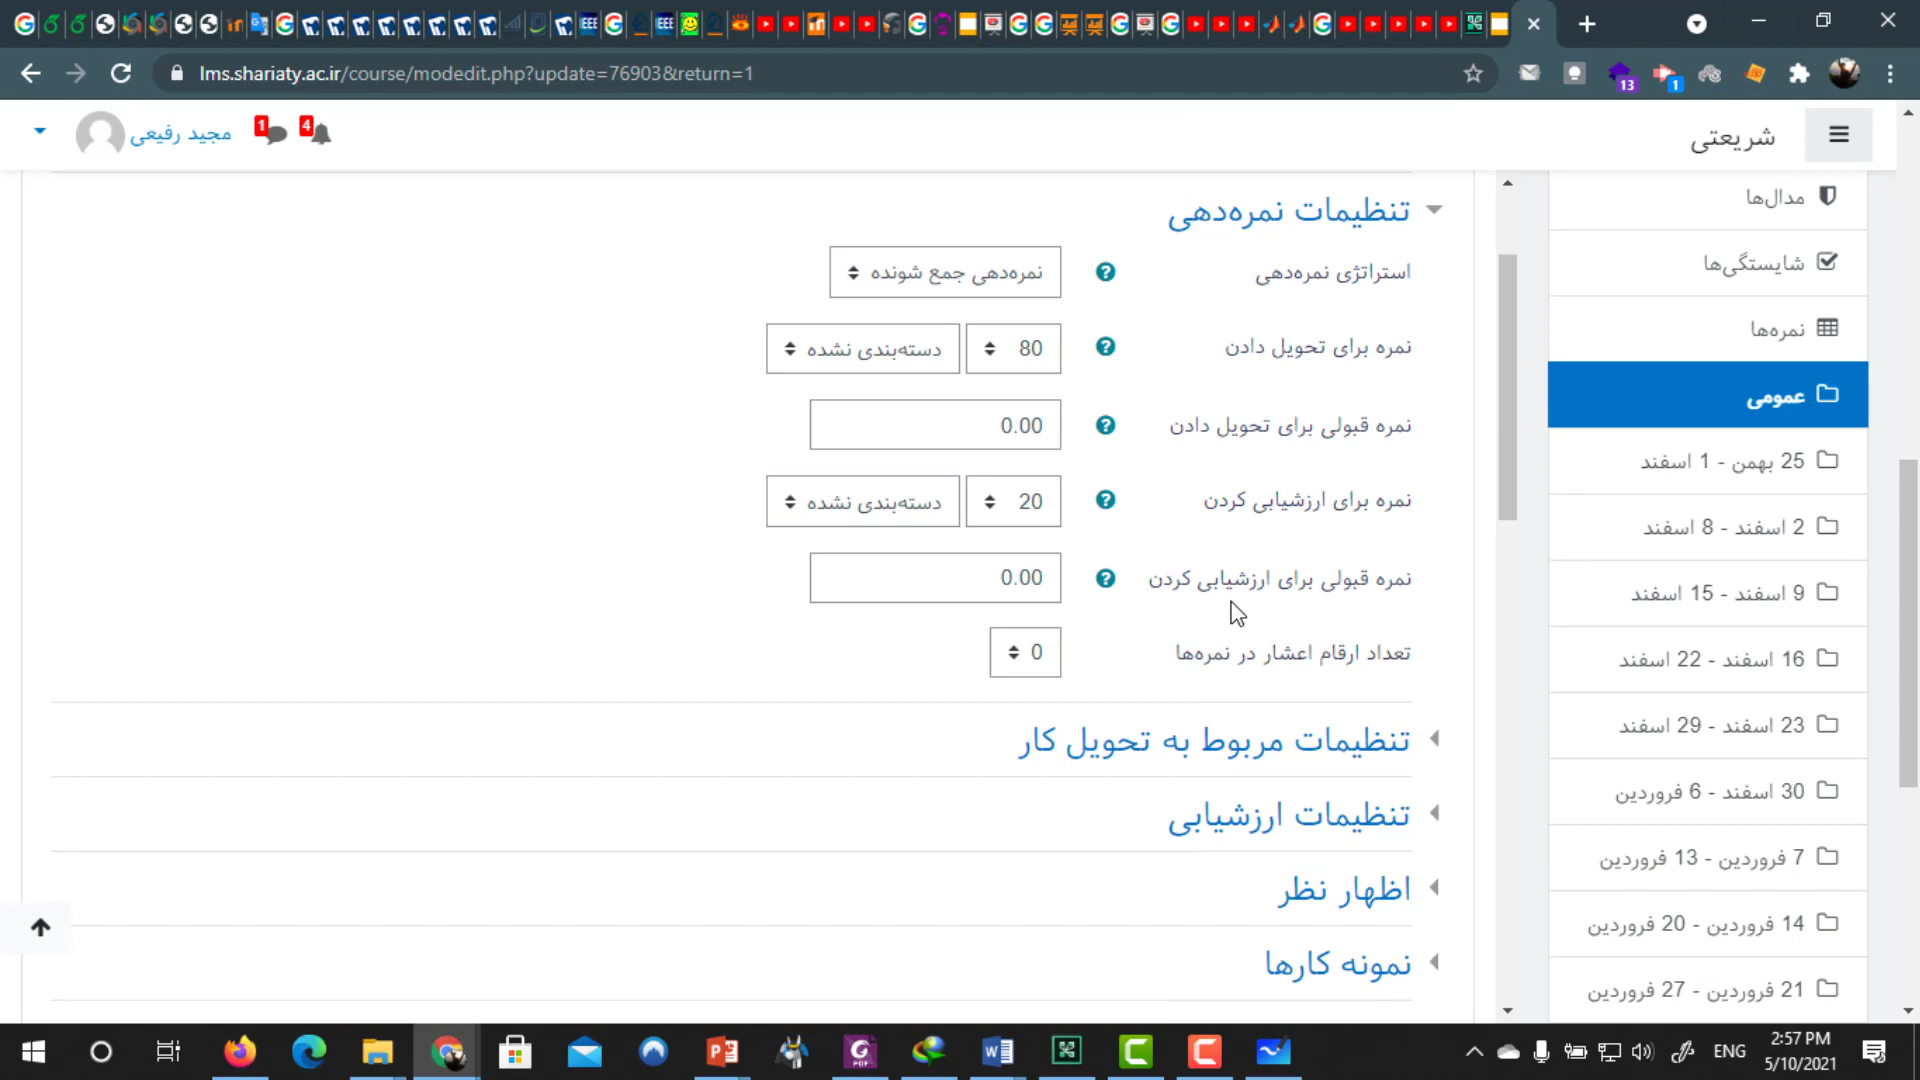 lms.shariaty.ac.ir/course/modedit.php?update=76903&return=1
13
1
شریعتی
4
1
مجید رفیعی
تنظیمات نمره‌دهی
استراتژی نمره‌دهی
نمره‌دهی جمع شونده
نمره برای تحویل دادن
80
دسته‌بندی نشده
نمره قبولی برای تحویل دادن
0.00
نمره برای ارزشیابی کردن
20
دسته‌بندی نشده
نمره قبولی برای ارزشیابی کردن
0.00
تعداد ارقام اعشار در نمره‌ها
0
تنظیمات مربوط به تحویل کار
تنظیمات ارزشیابی
اظهار نظر
نمونه کارها
مدال‌ها
شایستگی‌ها
نمره‌ها
عمومی
25 بهمن - 1 اسفند
2 اسفند - 8 اسفند
9 اسفند - 15 اسفند
16 اسفند - 22 اسفند
23 اسفند - 29 اسفند
30 اسفند - 6 فروردین
7 فروردین - 13 فروردین
14 فروردین - 20 فروردین
21 فروردین - 27 فروردین
ENG
2:57 PM
5/10/2021